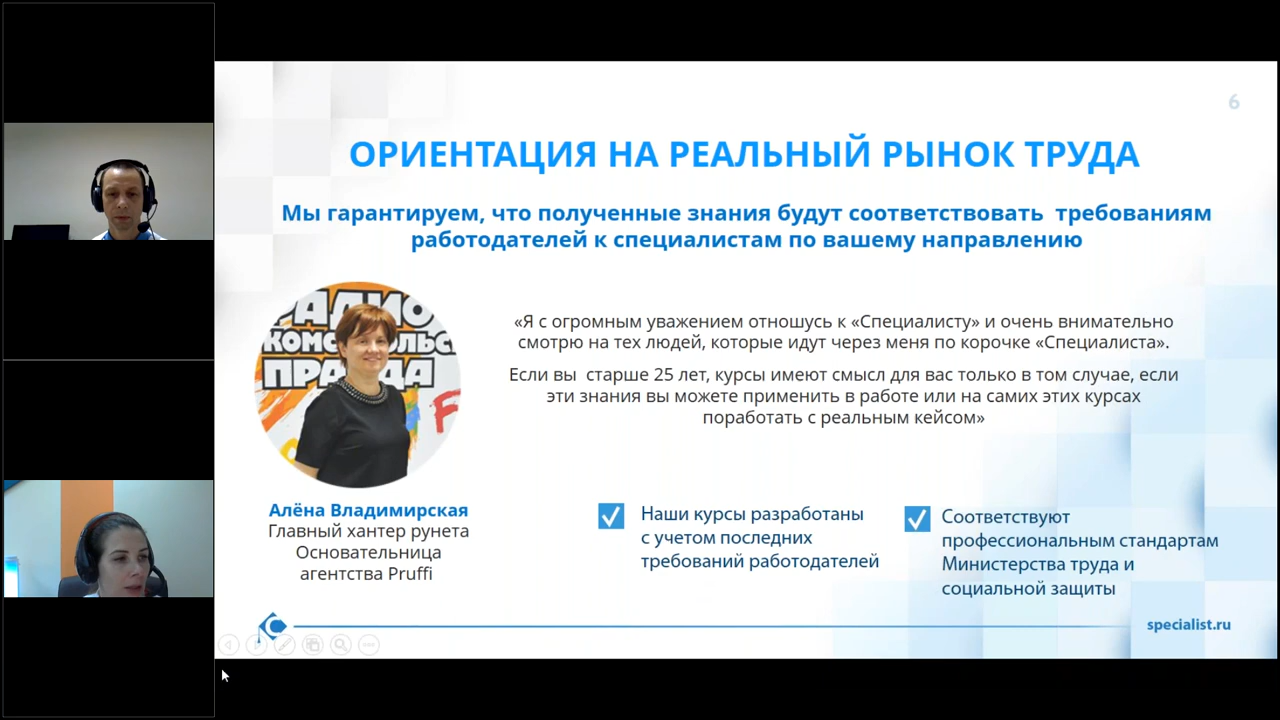 6
ОРИЕНТАЦИЯ НА РЕАЛЬНЫЙ РЫНОК ТРУДА
Мы гарантируем, что полученные знания будут соответствовать требованиям
работодателей к специалистам по вашему направлению
РАДИО
КОМСОМОЛЬС
ПРАВДА
«Я с огромным уважением отношусь к «Специалисту» и очень внимательно
смотрю на тех людей, которые идут через меня по корочке «Специалиста».
Если вы старше 25 лет, курсы имеют смысл для вас только в том случае, если
эти знания вы можете применить в работе или на самих этих курсах
поработать с реальным кейсом»
Алёна Владимирская
Главный хантер рунета
Основательница
агентства Pruffi
Наши курсы разработаны
с учетом последних
требований работодателей
Соответствуют
профессиональным стандартам
Министерства труда и
социальной защиты
specialist.ru